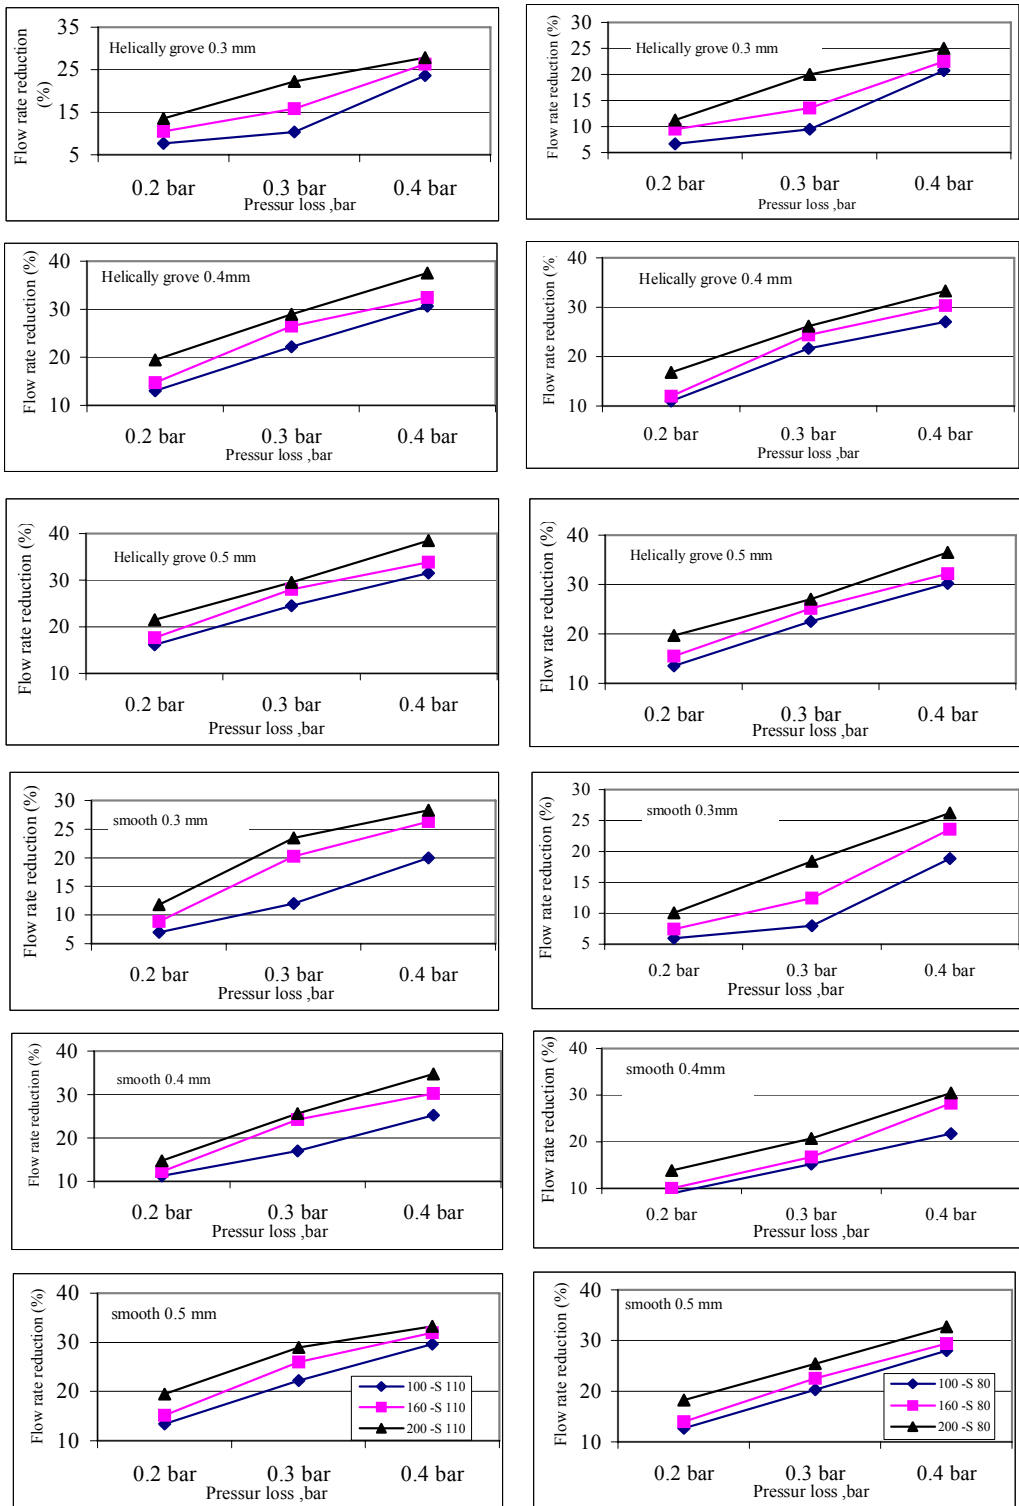 35
25
15
5
Flow rate reduction
(%)
Helically grove 0.3 mm
0.2 bar
0.3 bar
0.4 bar
Pressur loss ,bar
30
25
20
15
10
5
Flow rate reduction (%)
Helically grove 0.3 mm
0.2 bar
0.3 bar
0.4 bar
Pressur loss ,bar
40
30
20
10
Flow rate reduction (%)
Helically grove 0.4mm
0.2 bar
0.3 bar
0.4 bar
Pressur loss ,bar
40
30
20
10
Flow rate reduction (%)
Helically grove 0.4 mm
0.2 bar
0.3 bar
0.4 bar
Pressur loss ,bar
40
30
20
10
Flow rate reduction (%)
Helically grove 0.5 mm
0.2 bar
0.3 bar
0.4 bar
Pressur loss ,bar
40
30
20
10
Flow rate reduction (%)
Helically grove 0.5 mm
0.2 bar
0.3 bar
0.4 bar
Pressur loss ,bar
30
25
20
15
10
5
Flow rate reduction (%)
smooth 0.3 mm
0.2 bar
0.3 bar
0.4 bar
Pressur loss ,bar
30
25
20
15
10
5
Flow rate reduction (%)
smooth 0.3mm
0.2 bar
0.3 bar
0.4 bar
Pressur loss ,bar
40
30
20
10
Flow rate reduction (%)
smooth 0.4 mm
0.2 bar
0.3 bar
0.4 bar
Pressur loss ,bar
40
30
20
10
Flow rate reduction (%)
smooth 0.4mm
0.2 bar
0.3 bar
0.4 bar
Pressur loss ,bar
40
30
20
10
Flow rate reduction (%)
smooth 0.5 mm
100 -S 110
160 -S 110
200 -S 110
0.2 bar
0.3 bar
0.4 bar
Pressur loss ,bar
40
30
20
10
Flow rate reduction (%)
smooth 0.5 mm
100 -S 80
160 -S 80
200 -S 80
0.2 bar
0.3 bar
0.4 bar
Pressur loss ,bar